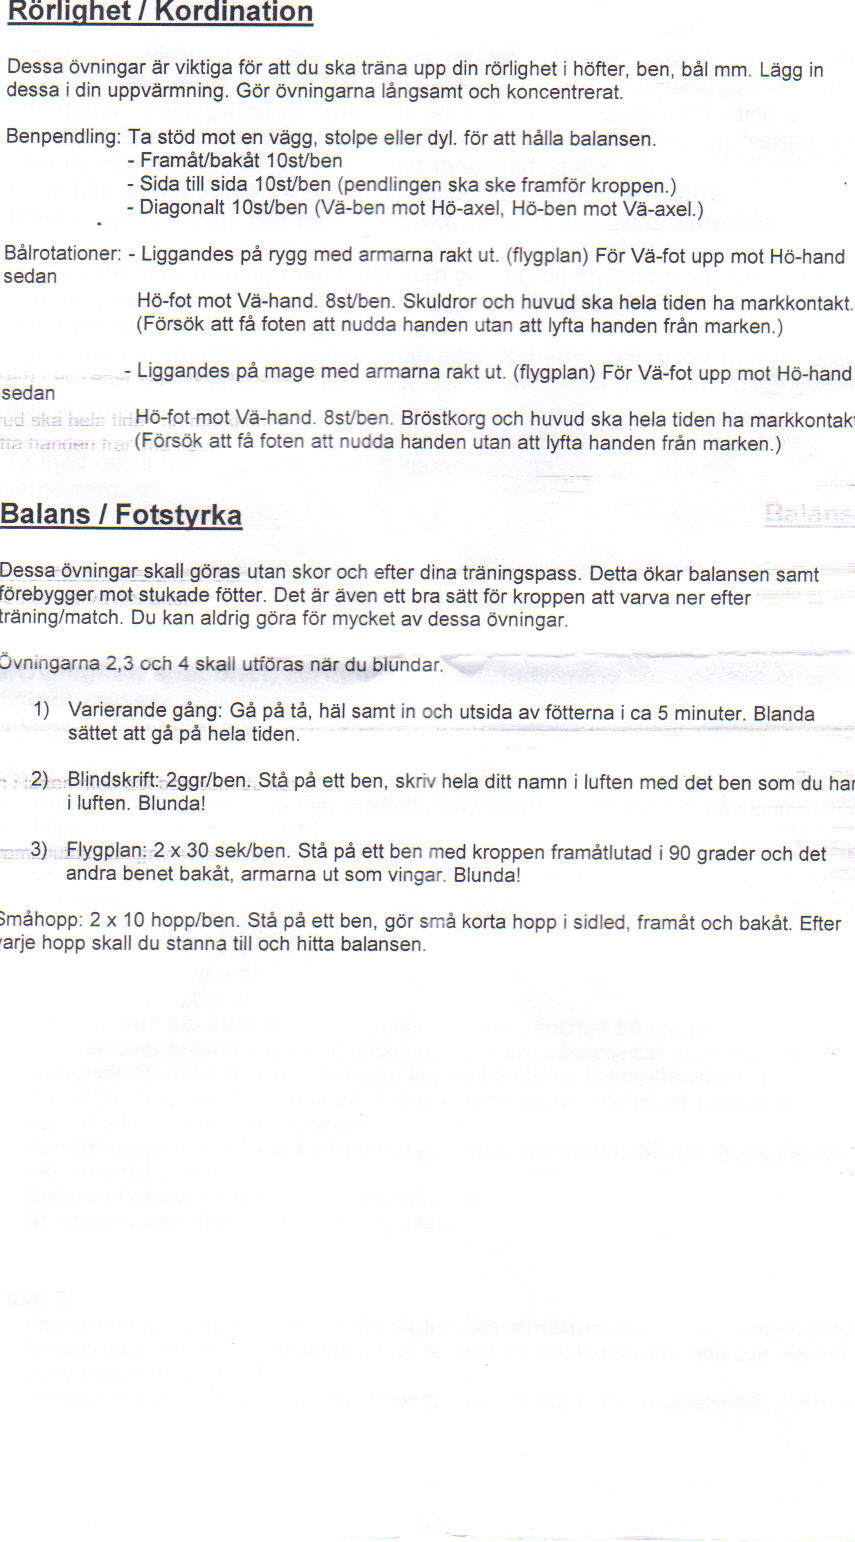 Rörlighet / Kordination
Dessa övningar är viktiga för att du ska träna upp din rörlighet i höfter, ben, bål mm. Lägg in
dessa i din uppvärmning. Gör övningarna långsamt och koncentrerat.
Benpendling: Ta stöd mot en vägg, stolpe eller dyl. för att hålla balansen.
- Framåt/bakåt 10st/ben
- Sida till sida 10st/ben (pendlingen ska ske framför kroppen.)
- Diagonalt 10st/ben (Vä-ben mot Hö-axel, Hö-ben mot Vä-axel.)
Bålrotationer: - Liggandes på rygg med armarna rakt ut. (flygplan) För Vä-fot upp mot Hö-hand
sedan
Hö-fot mot Vä-hand. 8st/ben. Skuldror och huvud ska hela tiden ha markkontakt.
(Försök att få foten att nudda handen utan att lyfta handen från marken.)
- Liggandes på mage med armarna rakt ut. (flygplan) För Vä-fot upp mot Hö-hand
sedan
Hö-fot mot Vä-hand. 8st/ben. Bröstkorg och huvud ska hela tiden ha markkontakt
(Försök att få foten att nudda handen utan att lyfta handen från marken.)
Balans / Fotstyrka
Dessa övningar skall göras utan skor och efter dina träningspass. Detta ökar balansen samt
förebygger mot stukade fötter. Det är även ett bra sätt för kroppen att varva ner efter
träning/match. Du kan aldrig göra för mycket av dessa övningar.
Övningarna 2,3 och 4 skall utföras när du blundar.
1) Varierande gång: Gå på tå, häl samt in och utsida av fötterna i ca 5 minuter. Blanda
sättet att gå på hela tiden.
2) Blindskrift: 2ggr/ben. Stå på ett ben, skriv hela ditt namn i luften med det ben som du har
i luften. Blunda!
3) Flygplan: 2 x 30 sek/ben. Stå på ett ben med kroppen framåtlutad i 90 grader och det
andra benet bakåt, armarna ut som vingar. Blunda!
Småhopp: 2 x 10 hopp/ben. Stå på ett ben, gör små korta hopp i sidled, framåt och bakåt. Efter
varje hopp skall du stanna till och hitta balansen.